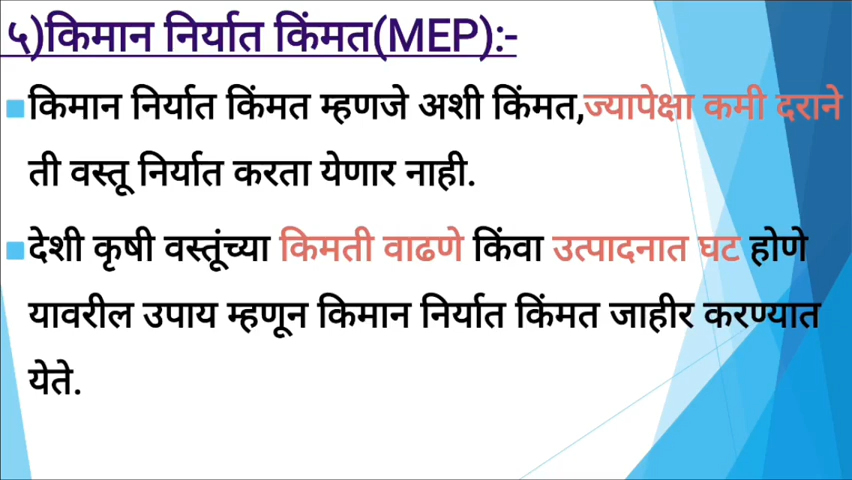 ५)किमान निर्यात किंमत(MEP):-
किमान निर्यात किंमत म्हणजे अशी किंमत,ज्यापेक्षा कमी दराने
ती वस्तू निर्यात करता येणार नाही.
देशी कृषी वस्तूंच्या किमती वाढणे किंवा उत्पादनात घट होणे
यावरील उपाय म्हणून किमान निर्यात किंमत जाहीर करण्यात
येते.